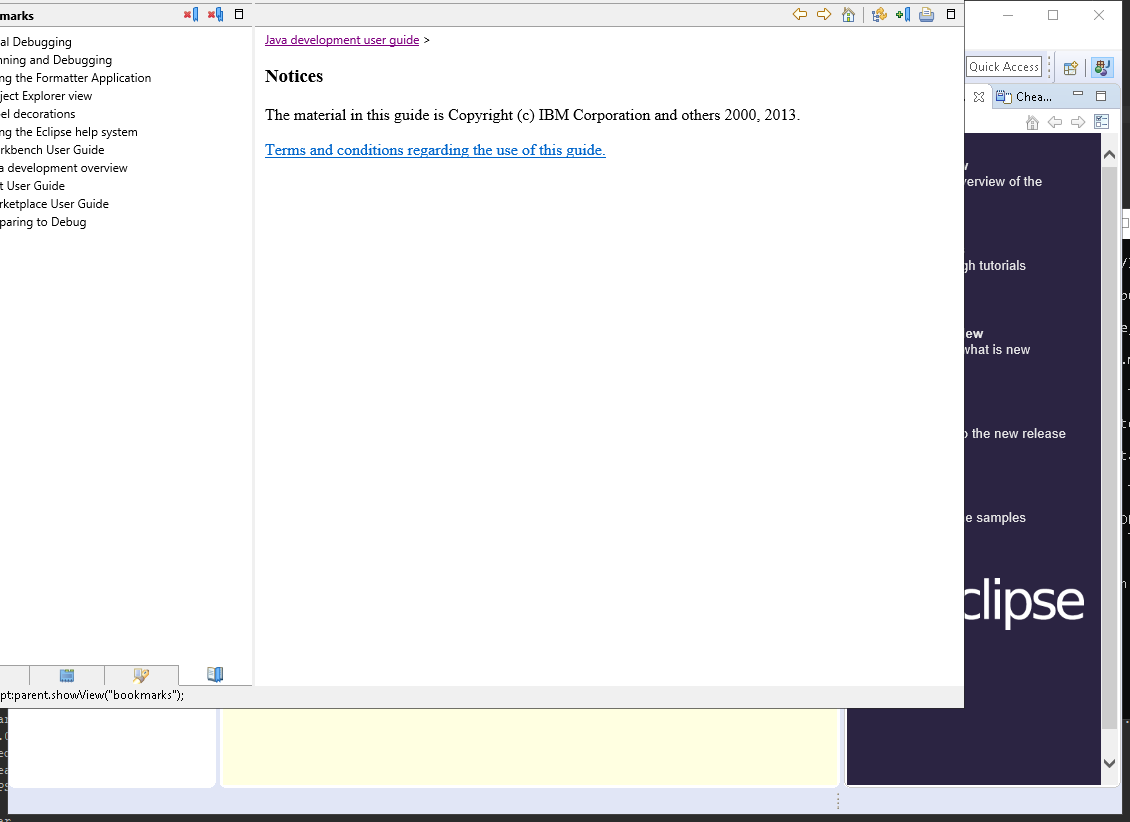 marks
al Debugging
nning and Debugging
ng the Formatter Application
ject Explorer view
el decorations
ng the Eclipse help system
rkbench User Guide
a development overview
t User Guide
rketplace User Guide
paring to Debug
Java development user guide >
Notices
The material in this guide is Copyright (c) IBM Corporation and others 2000, 2013.
Terms and conditions regarding the use of this guide.
Quick Access
Chea...
verview of the
gh tutorials
ew
what is new
o the new release
e samples
clipse
pt:parent.showView("bookmarks");